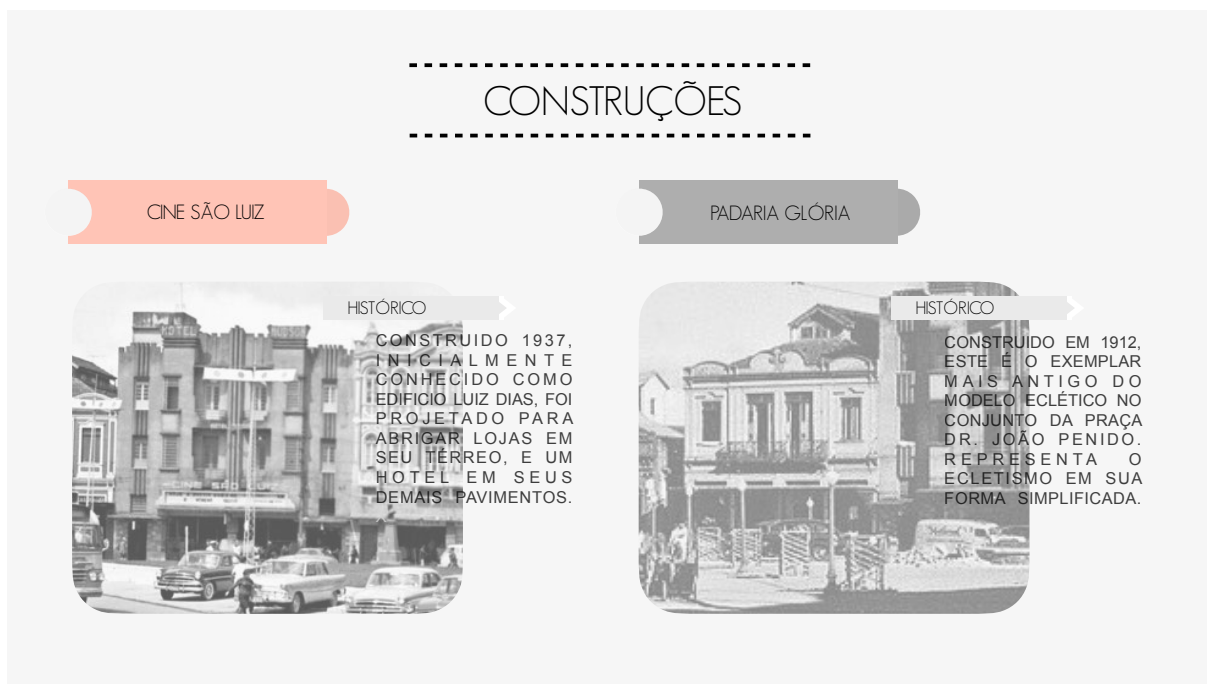 CONSTRUÇÕES
CINE SÃO LUIZ
HISTÓRICO
CONSTRUIDO 1937,
INICIALMENTE
CONHECIDO COMO
EDIFICIO LUIZ DIAS, FOI
PROJETADO PARA
ABRIGAR LOJAS EM
SEU TÉRREO, E UM
HOTEL EM SEUS
DEMAIS PAVIMENTOS.
HOTEL
PADARIA GLÓRIA
HISTÓRICO
CONSTRUIDO EM 1912,
ESTE É O EXEMPLAR
MAIS ANTIGO DO
MODELO ECLÉTICO NO
CONJUNTO DA PRAÇA
DR. JOÃO PENIDO.
REPRESENTA O
ECLETISMO EM SUA
FORMA SIMPLIFICADA.